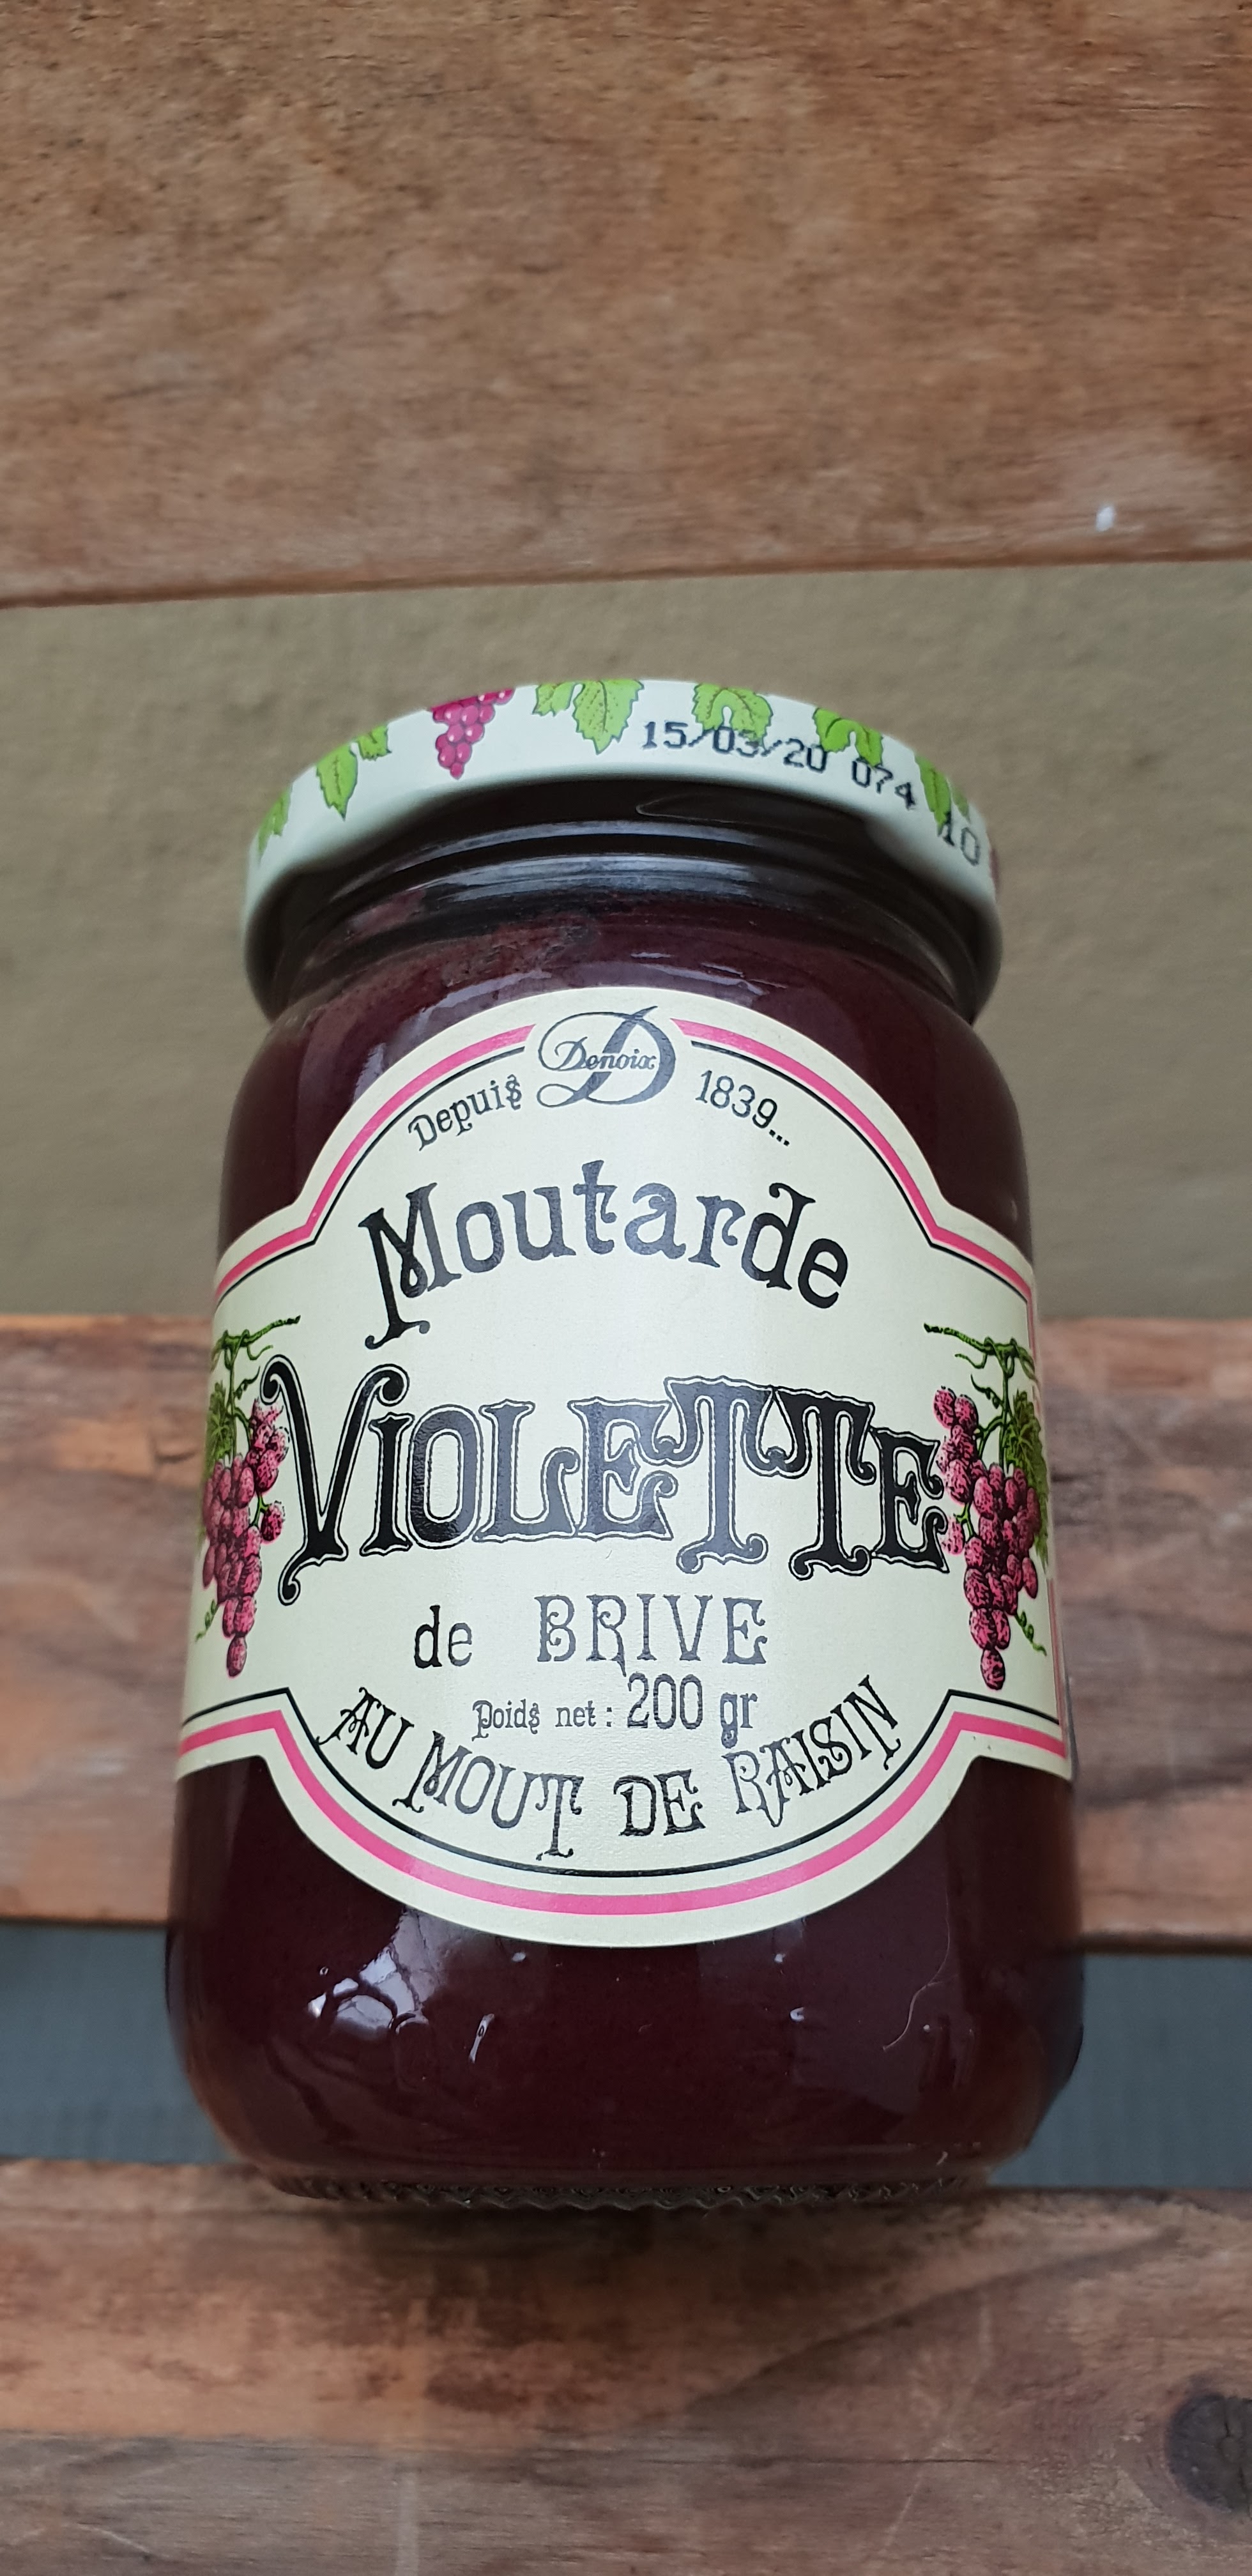 15/03/20 074
10
Denoix
Depuis 1839...
Moutarde
VIOLETTE
de BRIVE
Poids net : 200 gr
AU MOUT DE RAISIN